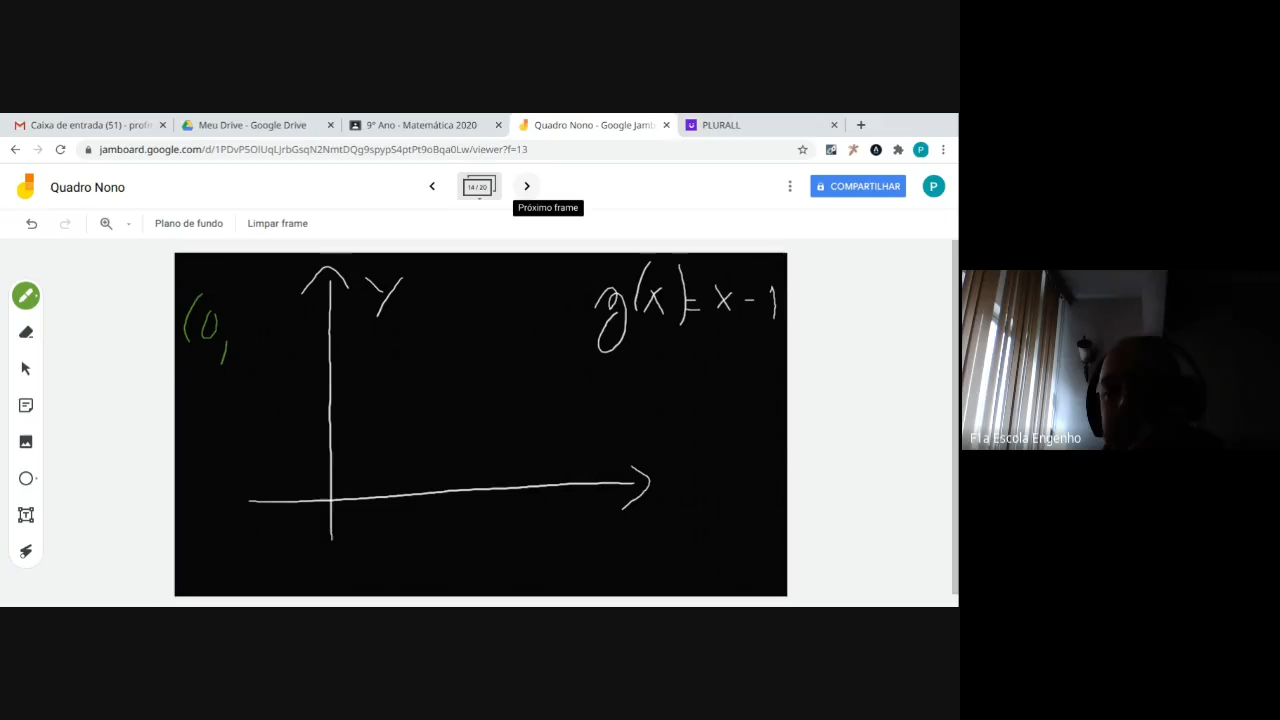 Caixa de entrada (51) - profm
Meu Drive - Google Drive
9º Ano - Matemática 2020
Quadro Nono - Google Jamb
PLURALL
jamboard.google.com/d/1PDvP5OlUqLJrbGsqN2NmtDQg9spypS4ptPt9oBqa0Lw/viewer?f=13
P
Quadro Nono
14 / 20
COMPARTILHAR
P
Próximo frame
Plano de fundo
Limpar frame
Y
g(x) = x - 1
(0,
F1a Escola Engenho